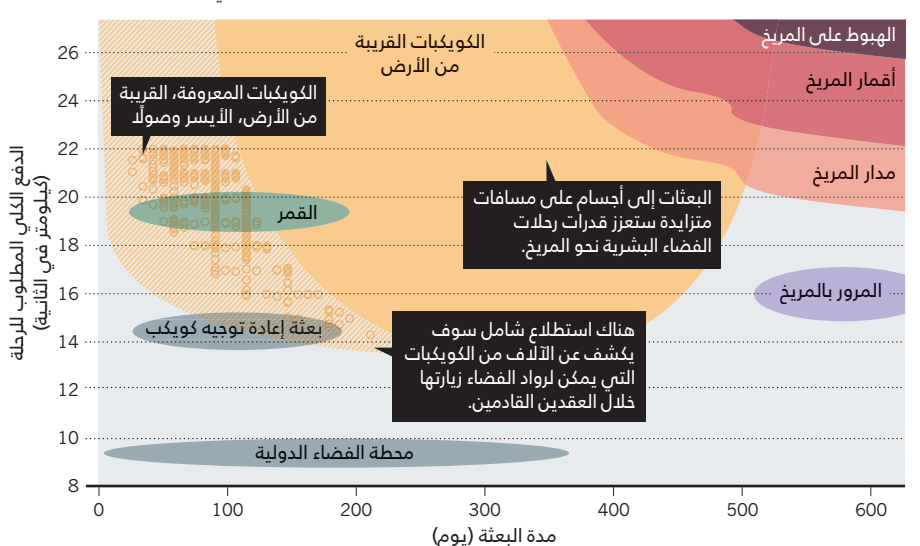 26
24
22
20
18
16
14
12
10
8
0
100
200
300
400
500
600
الدفع الكلي المطلوب للرحلة
(كيلومتر في الثانية)
مدة البعثة (يوم)
الكويكبات القريبة
من الأرض
الهبوط على المريخ
أقمار المريخ
مدار المريخ
المرور بالمريخ
الكويكبات المعروفة، القريبة
من الأرض، الأيسر وصولًا
القمر
البعثات إلى أجسام على مسافات
متزايدة ستعزز قدرات رحلات
الفضاء البشرية نحو المريخ.
بعثة إعادة توجيه كويكب
هناك استطلاع شامل سوف
يكشف عن الآلاف من الكويكبات
التي يمكن لرواد الفضاء زيارتها
خلال العقدين القادمين.
محطة الفضاء الدولية